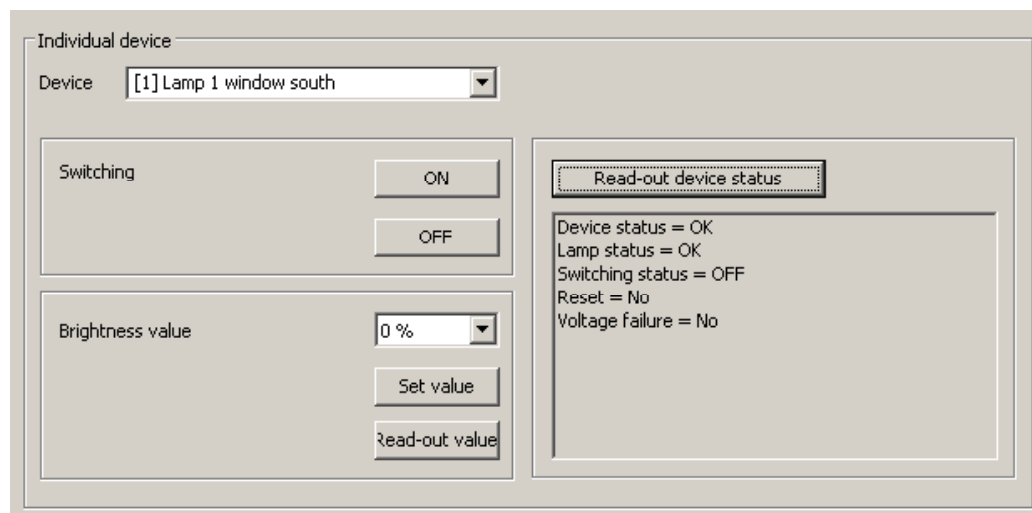 Individual device
Device [1] Lamp 1 window south
Switching ON
OFF
Brightness value 0 %
Set value
Read-out value
Read-out device status
Device status = OK
Lamp status = OK
Switching status = OFF
Reset = No
Voltage failure = No